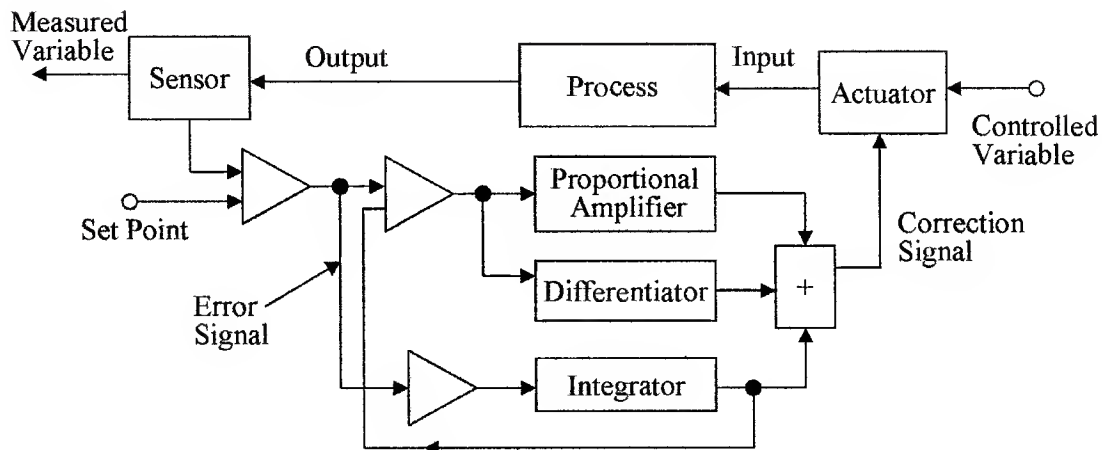 Measured
Variable
Sensor
Output
Process
Input
Actuator
Controlled
Variable
Set Point
Proportional
Amplifier
Correction
Signal
+
Differentiator
Error
Signal
Integrator